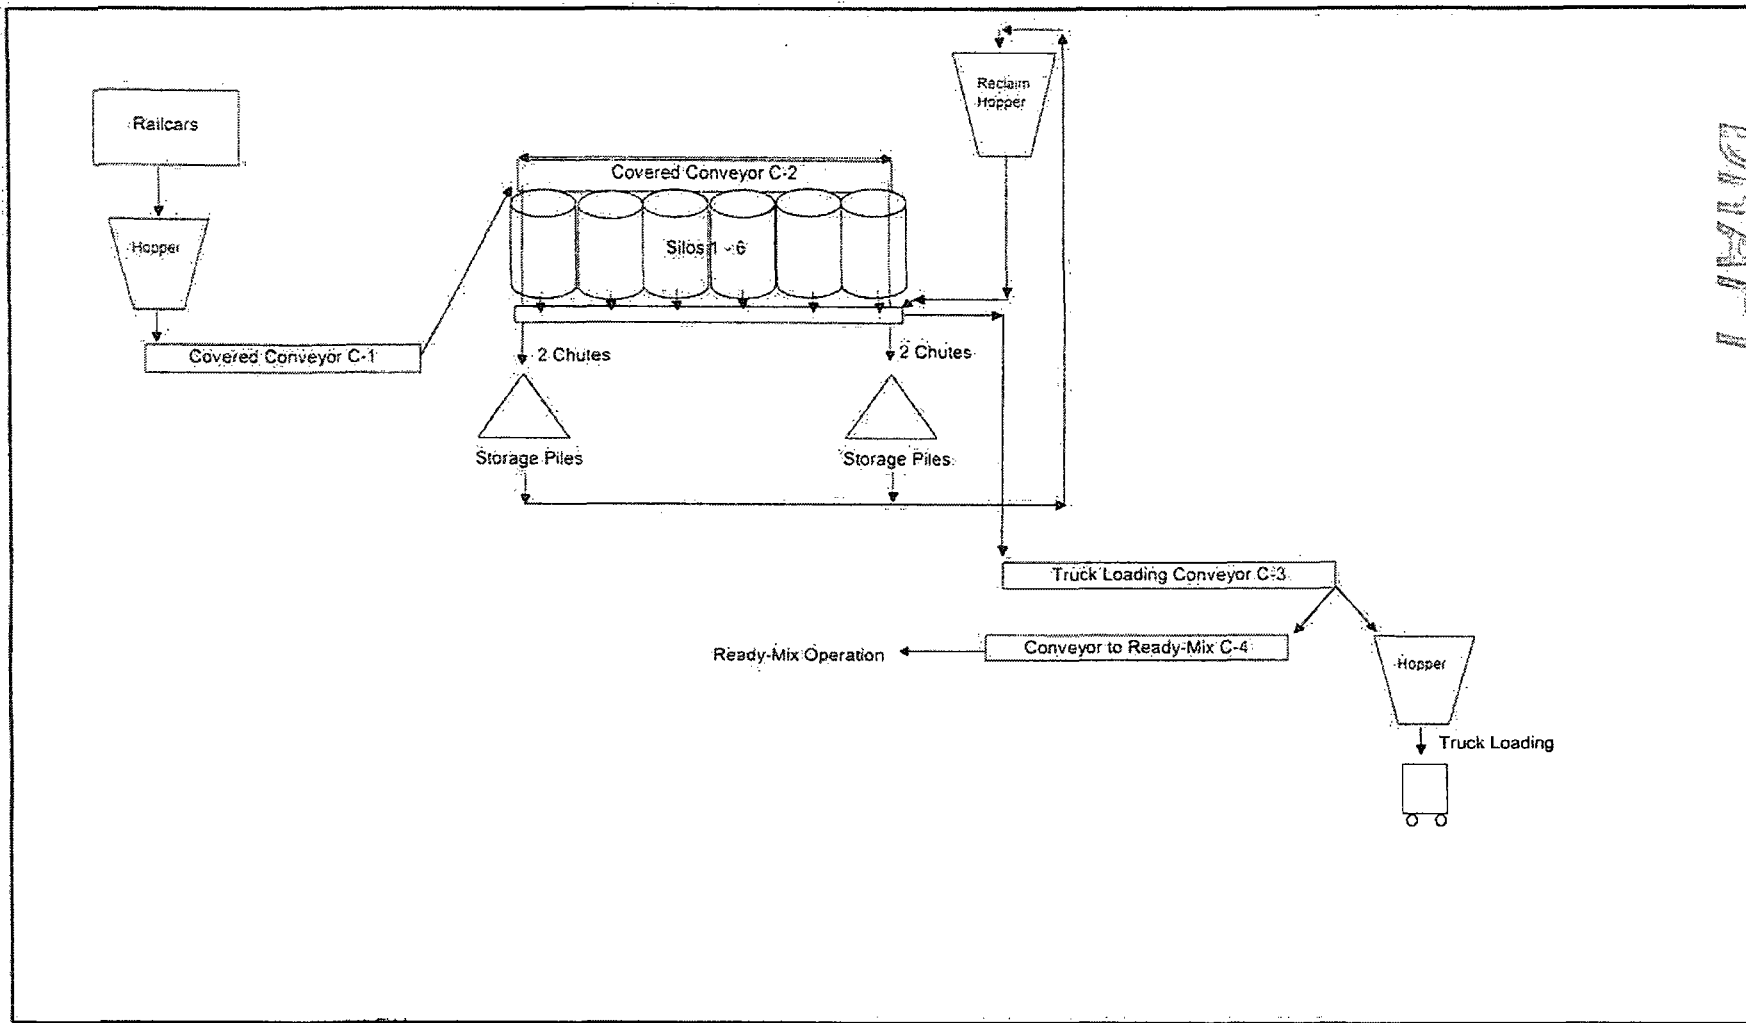 Reclaim
Hopper
Railcars
Covered Conveyor C-2
Hopper
Silos 1 - 6
Covered Conveyor C-1
2 Chutes
2 Chutes
Storage Piles
Storage Piles
Truck Loading Conveyor C-3
Conveyor to Ready-Mix C-4
Ready-Mix Operation
Hopper
Truck Loading